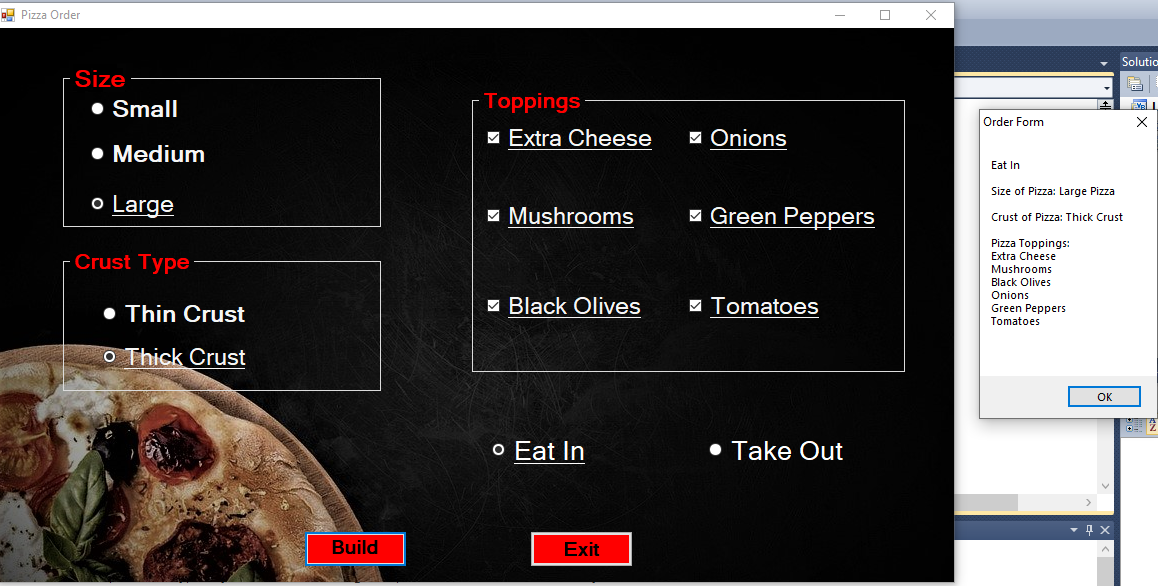 Pizza Order
Size
Small
Medium
Large
Crust Type
Thin Crust
Thick Crust
Toppings
Extra Cheese
Onions
Mushrooms
Green Peppers
Black Olives
Tomatoes
Eat In
Take Out
Build
Exit
Solutio
Order Form
Eat In
Size of Pizza: Large Pizza
Crust of Pizza: Thick Crust
Pizza Toppings:
Extra Cheese
Mushrooms
Black Olives
Onions
Green Peppers
Tomatoes
OK